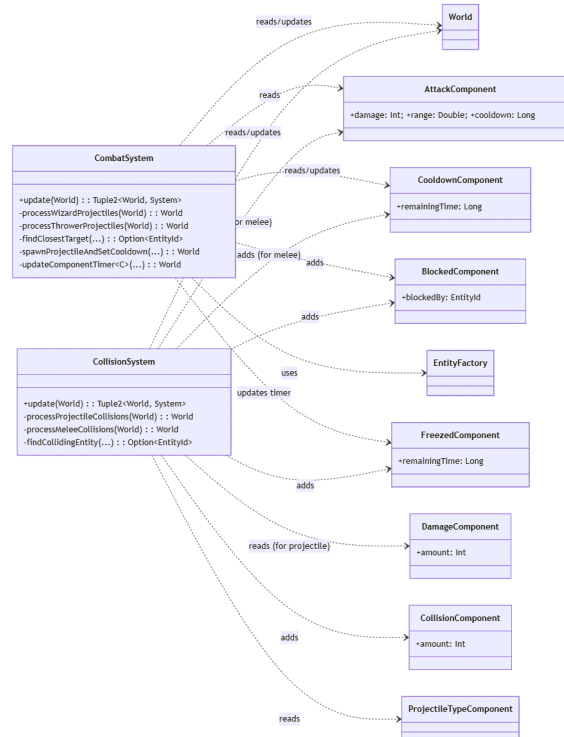 World
reads/updates
AttackComponent
+damage: Int; +range: Double; +cooldown: Long
reads
reads/updates
CombatSystem
+update(World) : : Tuple2<World, System>
-processWizardProjectiles(World) : : World
-processThrowerProjectiles(World) : : World
-findClosestTarget(...) : : Option<EntityId>
-spawnProjectileAndSetCooldown(...) : : World
-updateComponentTimer<C>(...) : : World
reads/updates
CooldownComponent
+remainingTime: Long
or melee)
adds (for melee)
adds
BlockedComponent
+blockedBy: EntityId
adds
CollisionSystem
+update(World) : : Tuple2<World, System>
-processProjectileCollisions(World) : : World
-processMeleeCollisions(World) : : World
-findCollidingEntity(...) : : Option<EntityId>
EntityFactory
uses
updates timer
FreezedComponent
+remainingTime: Long
adds
DamageComponent
+amount: Int
reads (for projectile)
CollisionComponent
+amount: Int
adds
ProjectileTypeComponent
reads